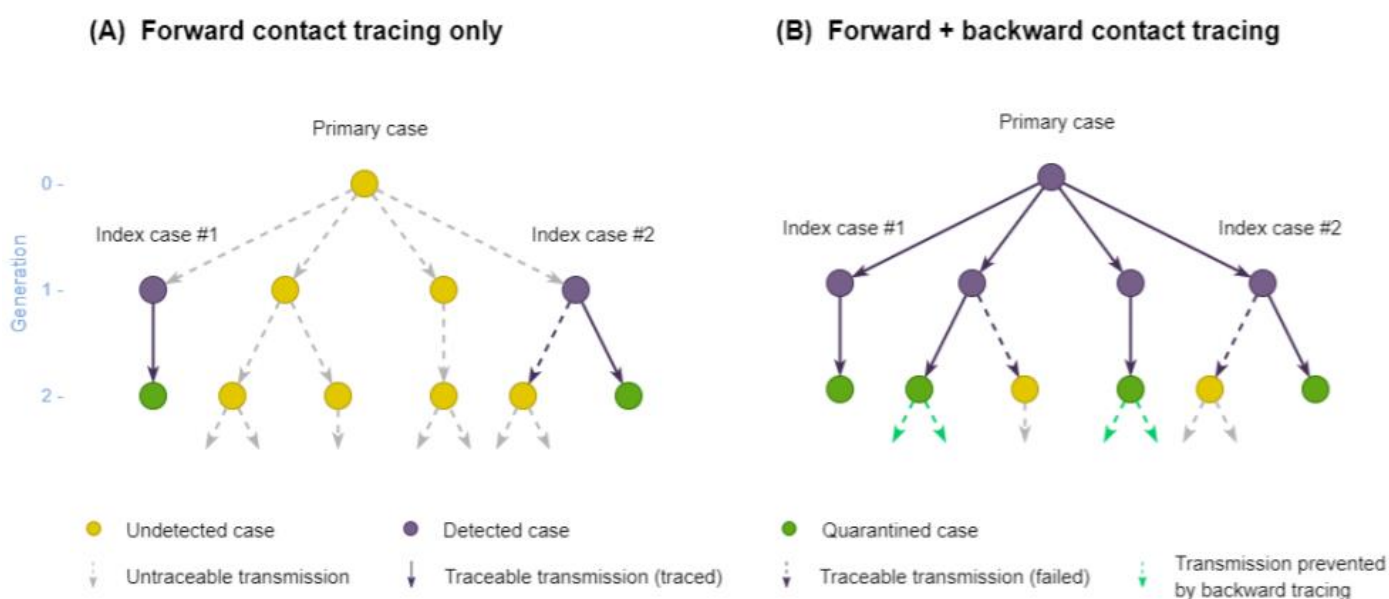 (A) Forward contact tracing only
(B) Forward + backward contact tracing
Primary case
Primary case
0 -
Index case #1
Index case #2
Index case #1
Index case #2
Generation
1 -
2 -
Undetected case
Detected case
Quarantined case
Untraceable transmission
Traceable transmission (traced)
Traceable transmission (failed)
Transmission prevented
by backward tracing